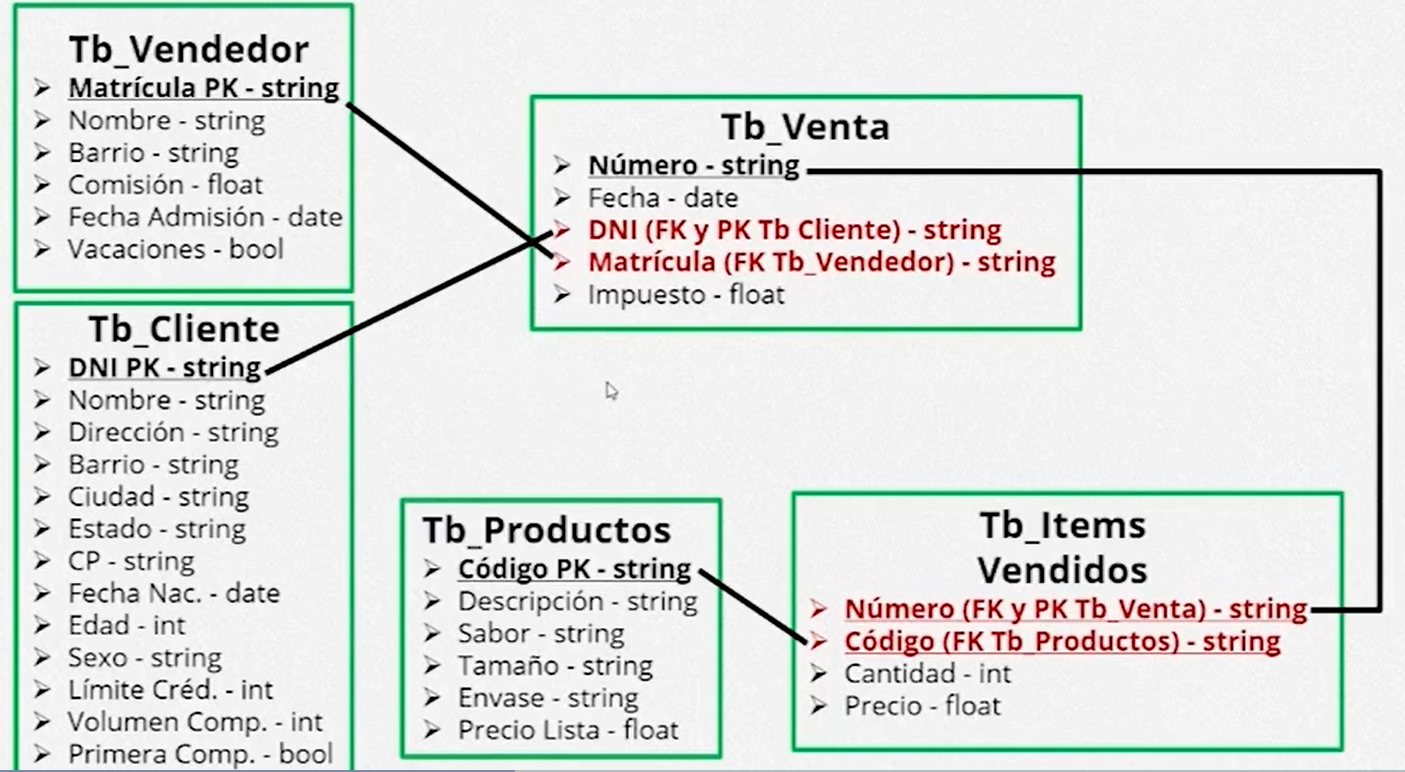 Tb_Vendedor
Matrícula PK - string
Nombre - string
Barrio - string
Comisión - float
Fecha Admisión - date
Vacaciones - bool
Tb_Cliente
DNI PK - string
Nombre - string
Dirección - string
Barrio - string
Ciudad - string
Estado - string
CP - string
Fecha Nac. - date
Edad - int
Sexo - string
Límite Créd. - int
Volumen Comp. - int
Primera Comp. - bool
Tb_Venta
Número - string
Fecha - date
DNI (FK y PK Tb Cliente) - string
Matrícula (FK Tb_Vendedor) - string
Impuesto - float
Tb_Productos
Código PK - string
Descripción - string
Sabor - string
Tamaño - string
Envase - string
Precio Lista - float
Tb_Items
Vendidos
Número (FK y PK Tb_Venta) - string
Código (FK Tb_Productos) - string
Cantidad - int
Precio - float